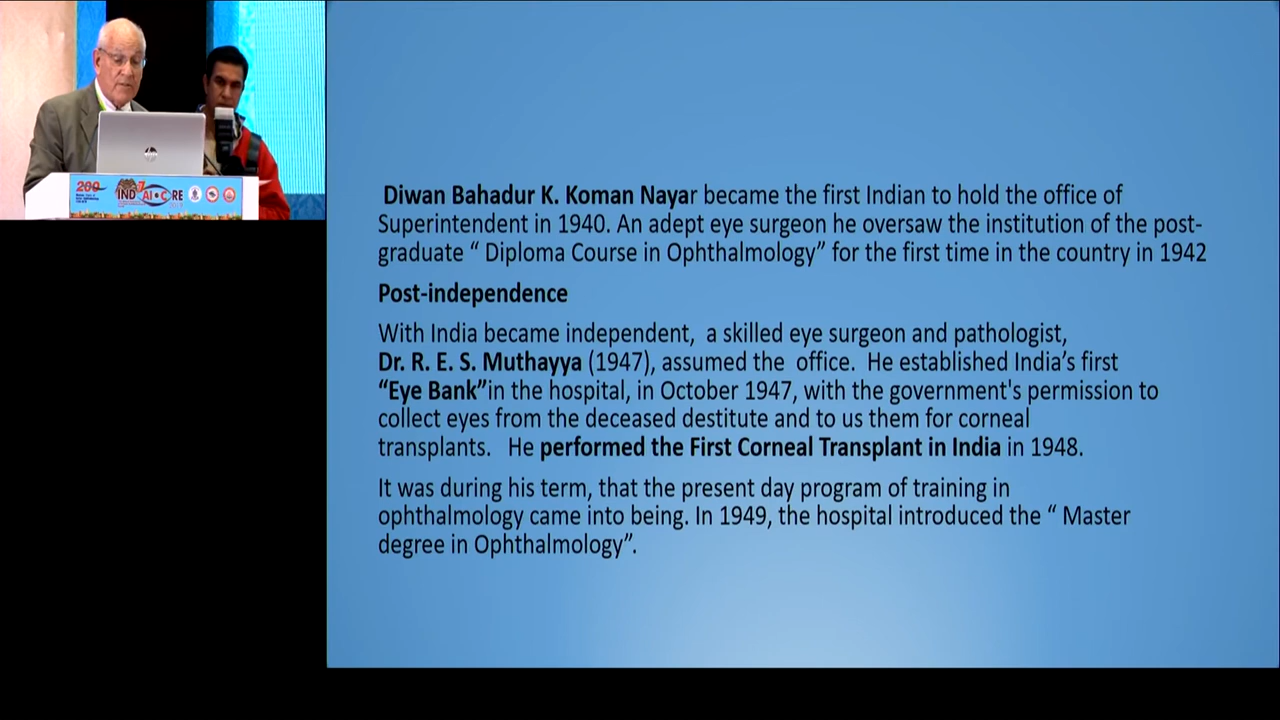 200
IND AI C RE
hp
Diwan Bahadur K. Koman Nayar became the first Indian to hold the office of
Superintendent in 1940. An adept eye surgeon he oversaw the institution of the post-
graduate “ Diploma Course in Ophthalmology” for the first time in the country in 1942
Post-independence
With India became independent, a skilled eye surgeon and pathologist,
Dr. R. E. S. Muthayya (1947), assumed the office. He established India’s first
“Eye Bank”in the hospital, in October 1947, with the government's permission to
collect eyes from the deceased destitute and to us them for corneal
transplants. He performed the First Corneal Transplant in India in 1948.
It was during his term, that the present day program of training in
ophthalmology came into being. In 1949, the hospital introduced the “ Master
degree in Ophthalmology”.